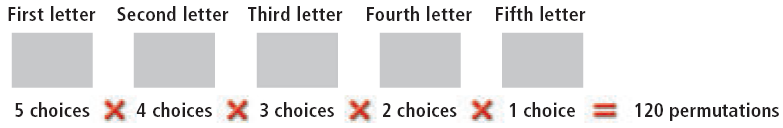 First letter Second letter Third letter Fourth letter Fifth letter
5 choices × 4 choices × 3 choices × 2 choices × 1 choice = 120 permutations